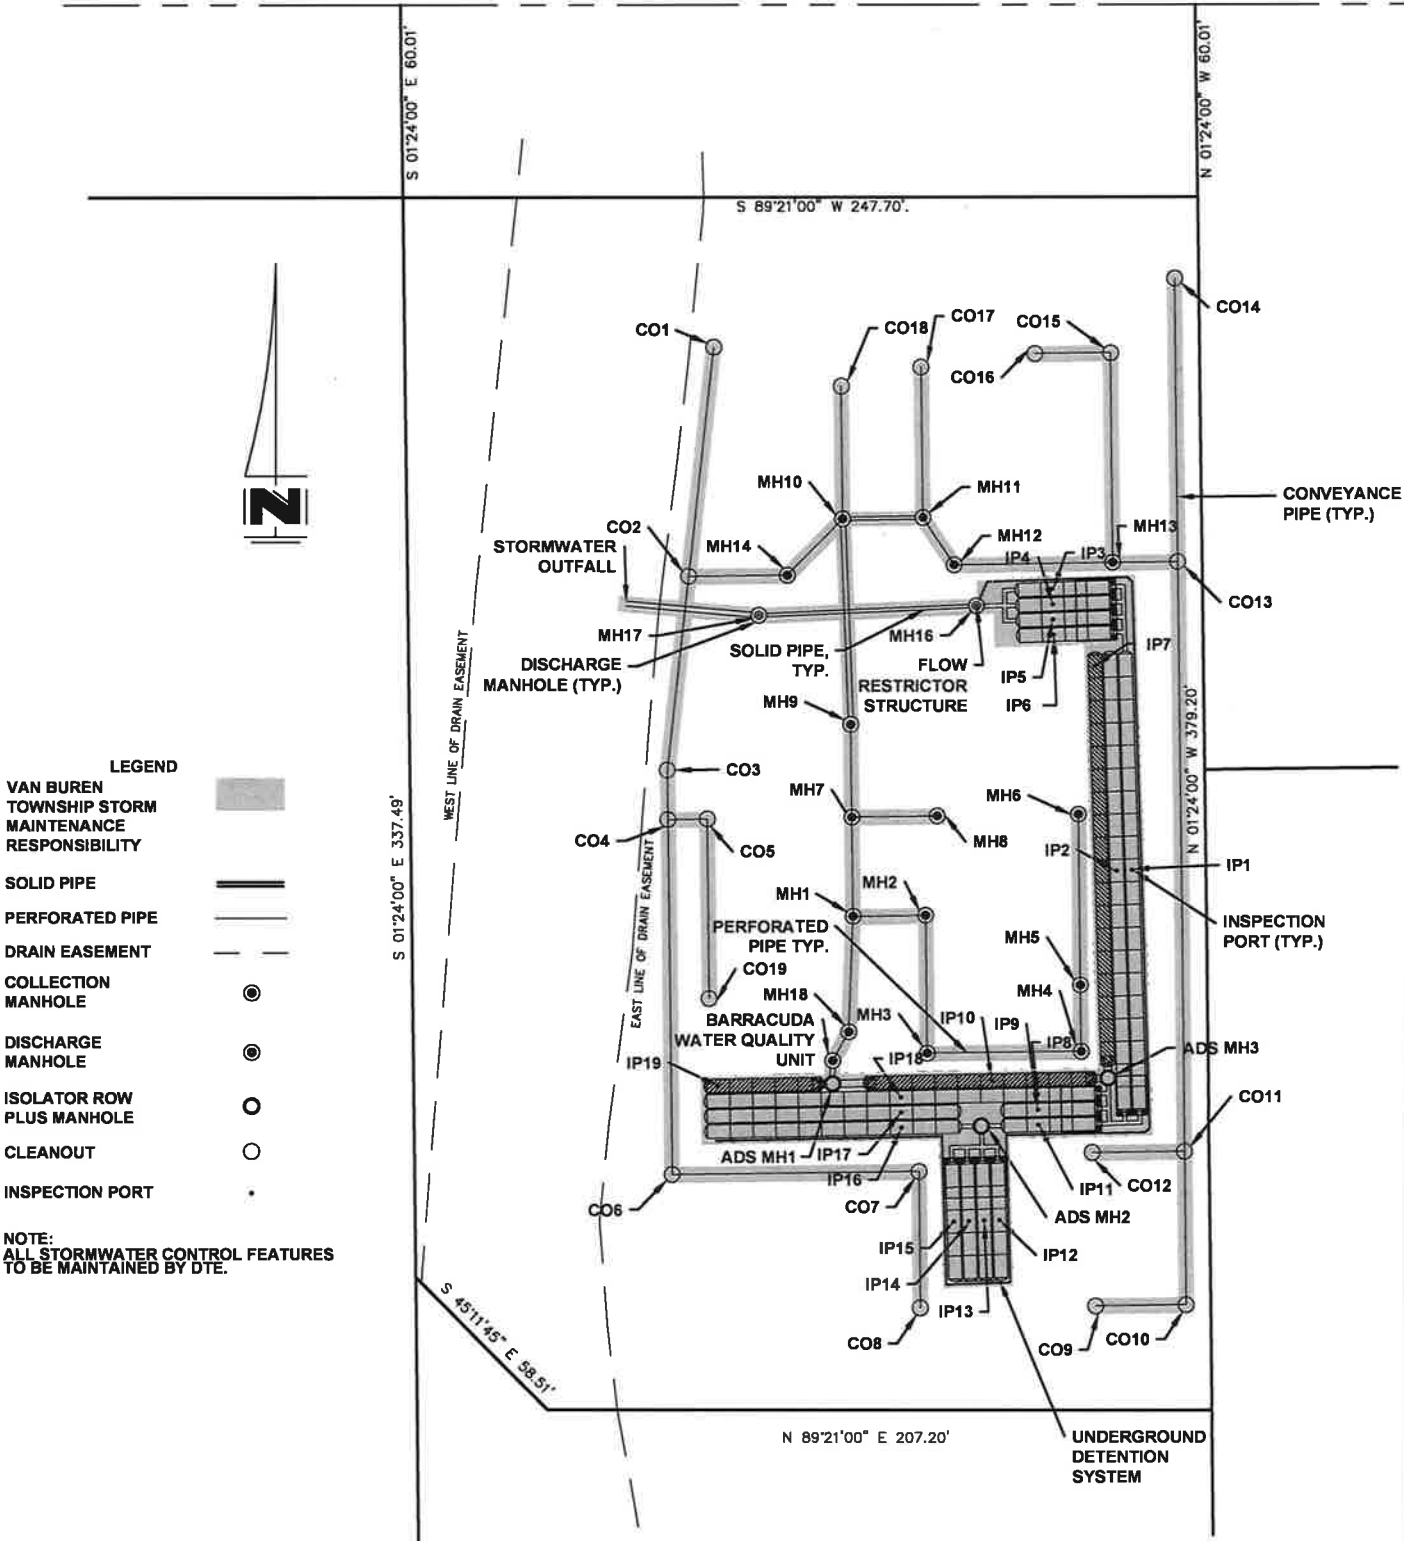 S 01°24'00" E 60.01'
N 01°24'00" W 60.01'
S 89°21'00" W 247.70'.
CO14
CO1
CO18
CO17
CO15
CO16
MH10
MH11
CONVEYANCE
PIPE (TYP.)
CO2
STORMWATER
OUTFALL
MH14
MH12
IP4
IP3
MH13
CO13
MH17
DISCHARGE
MANHOLE (TYP.)
SOLID PIPE,
TYP.
MH16
FLOW
RESTRICTOR
STRUCTURE
IP5
IP6
IP7
WEST LINE OF DRAIN EASEMENT
MH9
N 01°24'00" W 379.20'
CO3
MH7
MH6
CO4
CO5
MH8
IP2
IP1
S 01°24'00" E 337.49'
EAST LINE OF DRAIN EASEMENT
MH1
MH2
PERFORATED
PIPE TYP.
INSPECTION
PORT (TYP.)
MH5
CO19
MH4
MH18
MH3
BARRACUDA
WATER QUALITY
UNIT
IP10
IP9
IP8
ADS MH3
IP19
IP18
CO11
ADS MH1
IP17
IP16
CO12
IP11
CO6
CO7
ADS MH2
IP15
IP12
IP14
IP13
CO8
CO9
CO10
S 45°11'45" E 58.51'
N 89°21'00" E 207.20'
UNDERGROUND
DETENTION
SYSTEM
N
LEGEND
VAN BUREN
TOWNSHIP STORM
MAINTENANCE
RESPONSIBILITY
SOLID PIPE
PERFORATED PIPE
DRAIN EASEMENT
COLLECTION
MANHOLE
DISCHARGE
MANHOLE
ISOLATOR ROW
PLUS MANHOLE
CLEANOUT
INSPECTION PORT
NOTE:
ALL STORMWATER CONTROL FEATURES
TO BE MAINTAINED BY DTE.